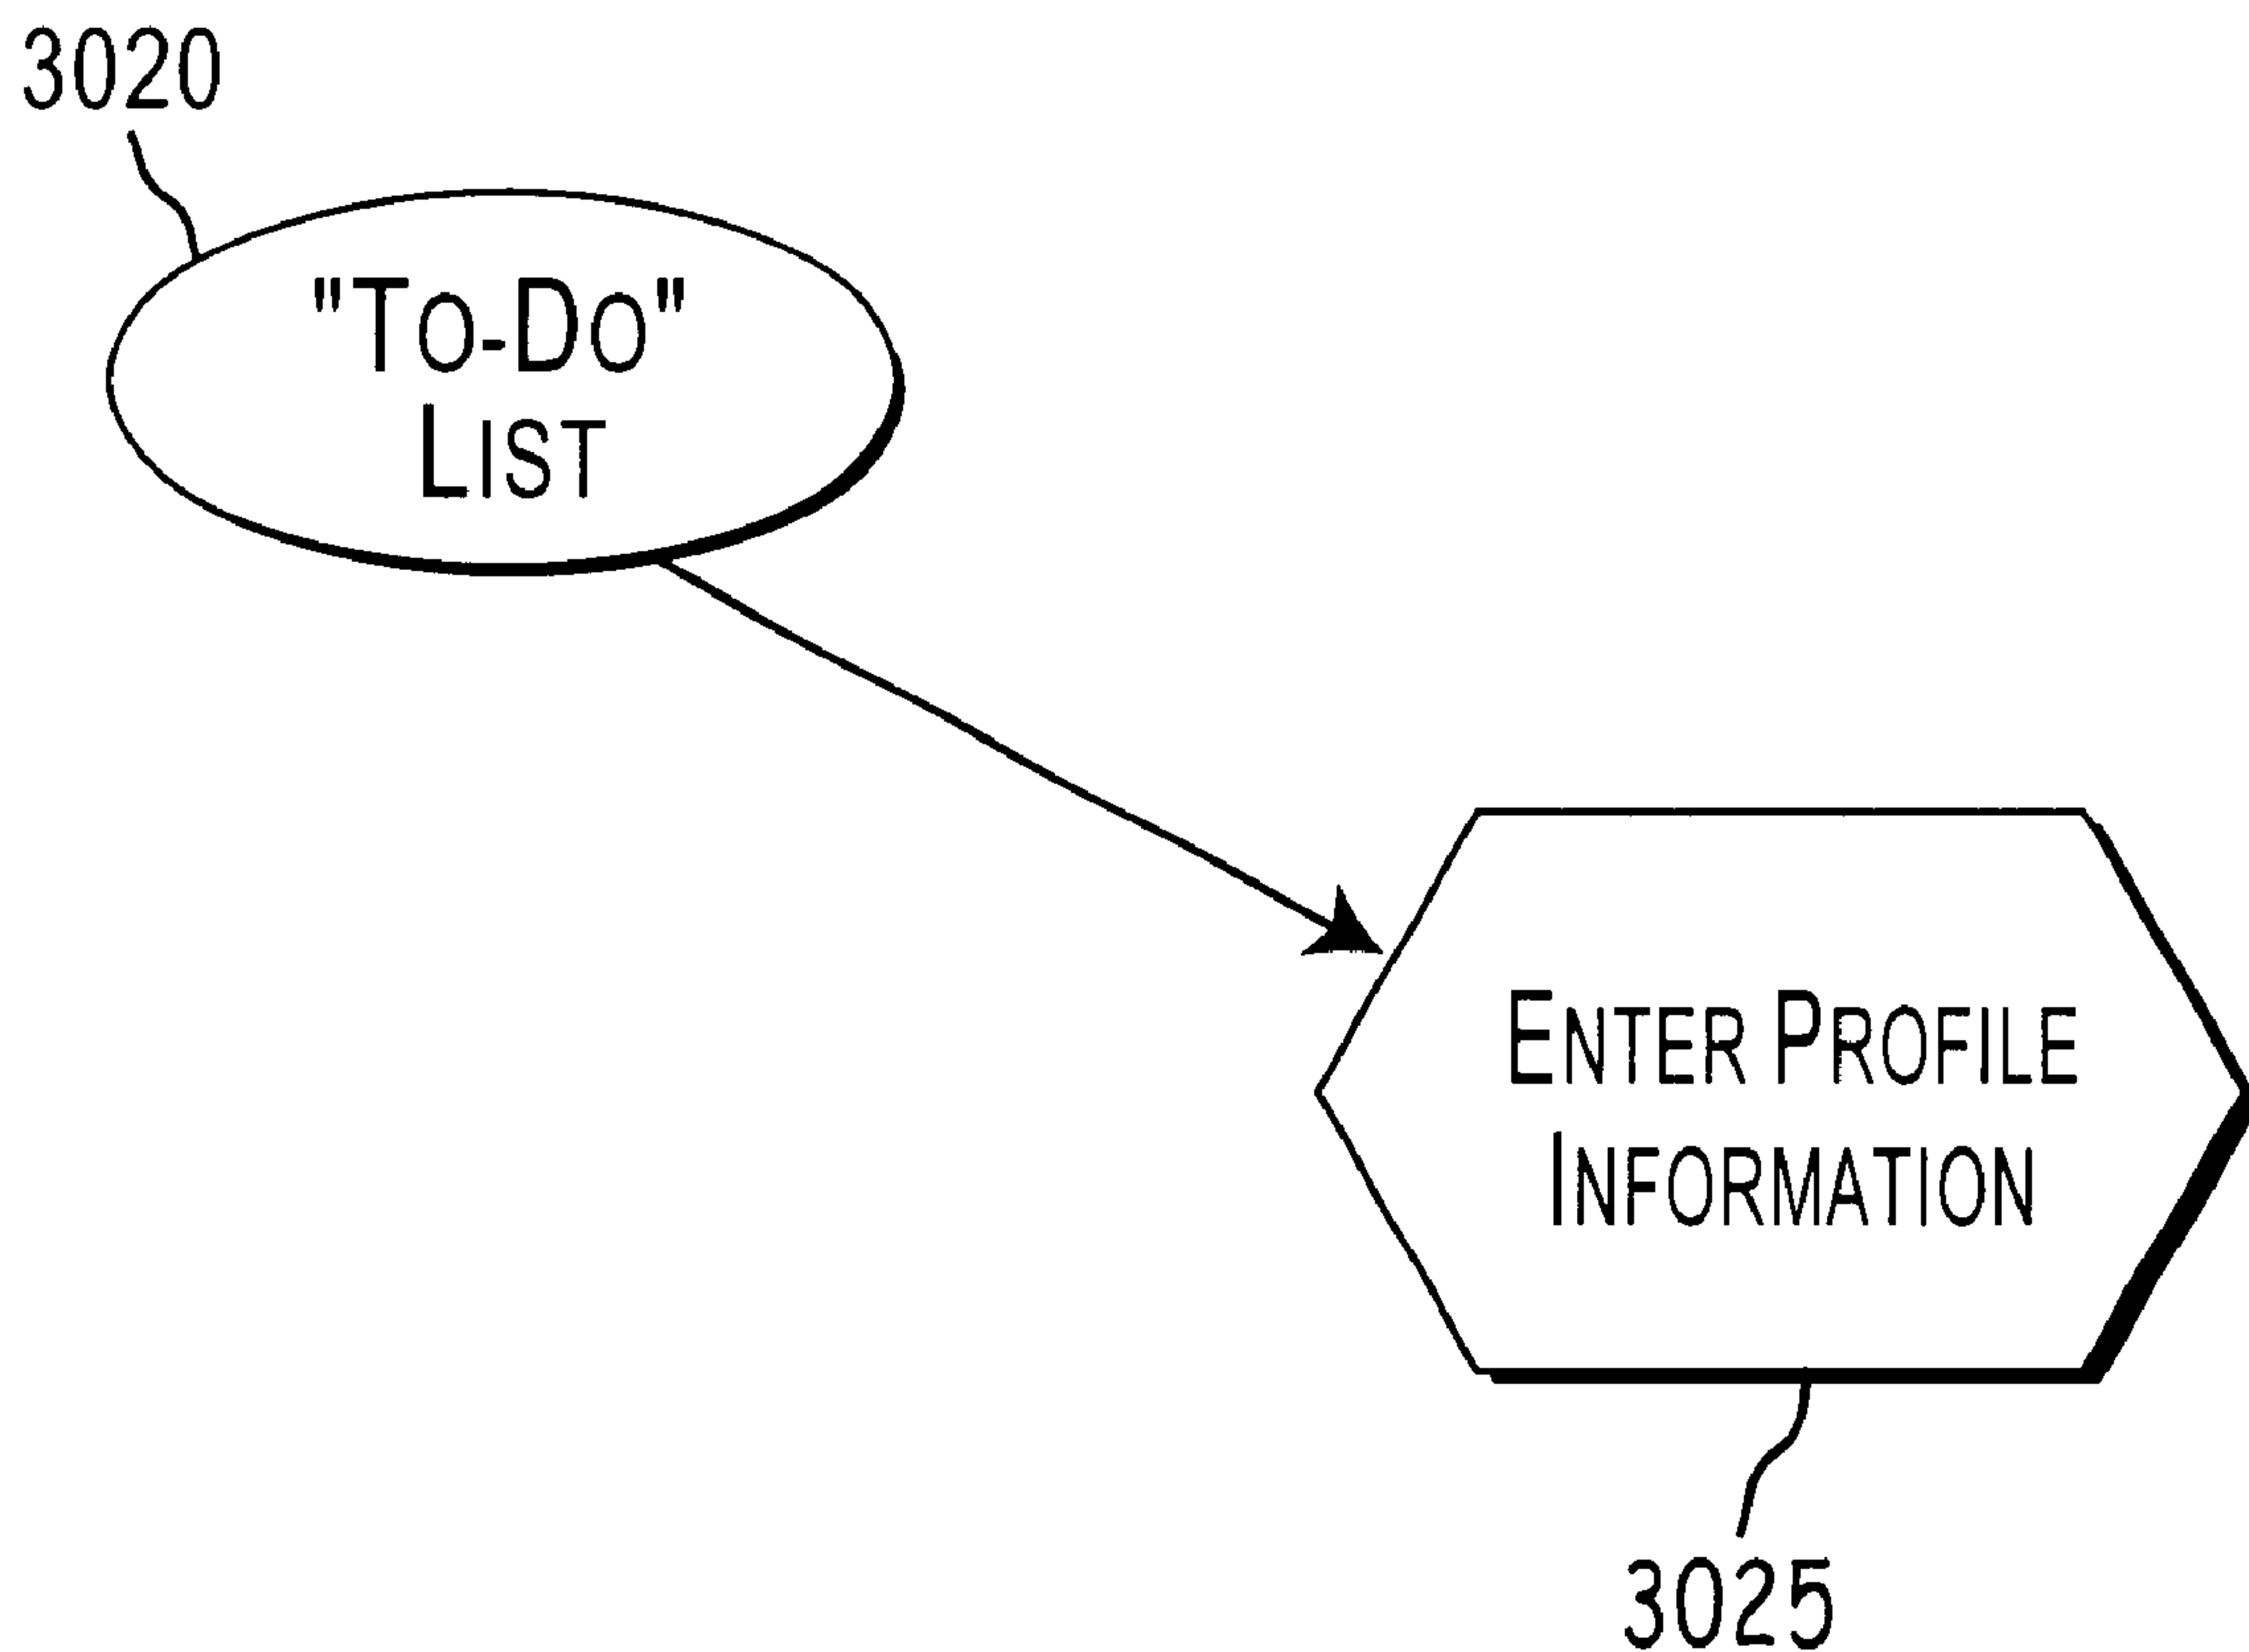 3020
"To-Do"
List
Enter Profile
Information
3025